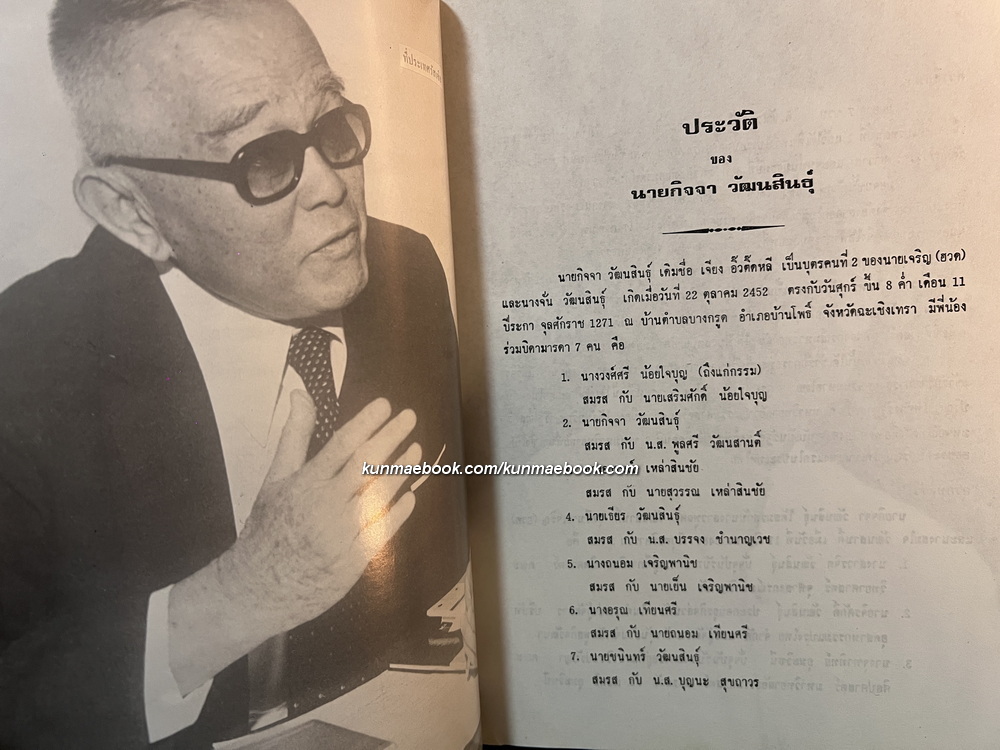 ที่ประเทศ
ประวัติ
ของ
นายกิจจา วัฒนสินธุ์
นายกิจจา วัฒนสินธุ์ เดิมชื่อ เจียง อิ๊วตั๊ดหลี เป็นบุตรคนที่ 2 ของนายเจริญ (ฮวด)
และนางจั่น วัฒนสินธุ์ เกิดเมื่อวันที่ 22 ตุลาคม 2452 ตรงกับวันศุกร์ ขึ้น 8 ค่ำ เดือน 11
ปีระกา จุลศักราช 1271 ณ บ้านตำบลบางกรูด อำเภอบ้านโพธิ์ จังหวัดฉะเชิงเทรา มีพี่น้อง
ร่วมบิดามารดา 7 คน คือ
1. นางวงศ์ศรี น้อยใจบุญ (ถึงแก่กรรม)
สมรส กับ นายเสริมศักดิ์ น้อยใจบุญ
2. นายกิจจา วัฒนสินธุ์
สมรส กับ น.ส. พูลศรี วัฒนสานติ์
kunmaebook.com/kunmaebook.com
เหล่าสินชัย
สมรส กับ นายสุวรรณ เหล่าสินชัย
4. นายเธียร วัฒนสินธุ์
สมรส กับ น.ส. บรรจง ชำนาญเวช
5. นางถนอม เจริญพานิช
สมรส กับ นายเย็น เจริญพานิช
6. นางอรุณ เทียนศรี
สมรส กับ นายถนอม เทียนศรี
7. นายชนินทร์ วัฒนสินธุ์
สมรส กับ น.ส. บุญนะ สุขถาวร